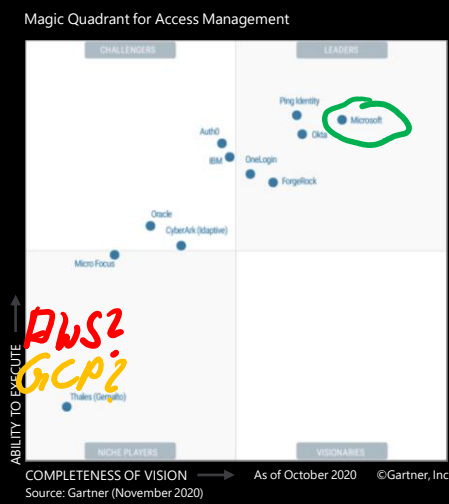 Magic Quadrant for Access Management
CHALLENGERS
LEADERS
Ping Identity
Microsoft
Okta
Auth0
IBM
OneLogin
ForgeRock
Oracle
CyberArk (Idaptive)
Micro Focus
AWS?
GCP?
Thales (Gemalto)
ABILITY TO EXECUTE
NICHE PLAYERS
VISIONARIES
COMPLETENESS OF VISION
As of October 2020
©Gartner, Inc
Source: Gartner (November 2020)